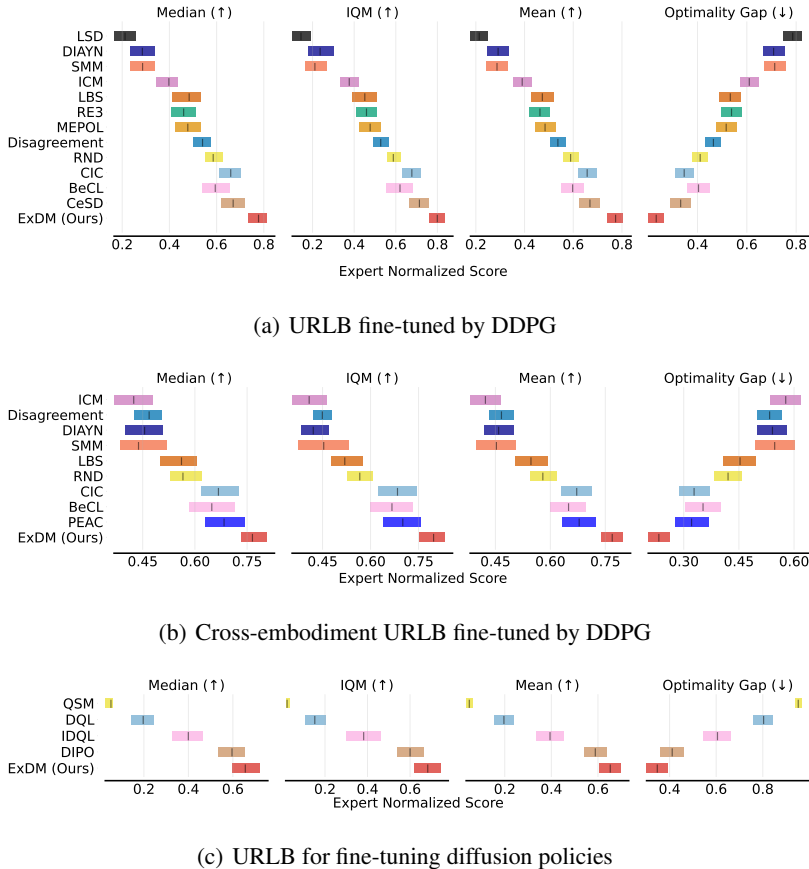 Median (↑) IQM (↑) Mean (↑) Optimality Gap (↓)
LSD
DIAYN
SMM
ICM
LBS
RE3
MEPOL
Disagreement
RND
CIC
BeCL
CeSD
ExDM (Ours)
0.2 0.4 0.6 0.8 0.2 0.4 0.6 0.8 0.2 0.4 0.6 0.8 0.4 0.6 0.8
Expert Normalized Score
(a) URLB fine-tuned by DDPG
Median (↑) IQM (↑) Mean (↑) Optimality Gap (↓)
ICM
Disagreement
DIAYN
SMM
LBS
RND
CIC
BeCL
PEAC
ExDM (Ours)
0.45 0.60 0.75 0.45 0.60 0.75 0.45 0.60 0.75 0.30 0.45 0.60
Expert Normalized Score
(b) Cross-embodiment URLB fine-tuned by DDPG
Median (↑) IQM (↑) Mean (↑) Optimality Gap (↓)
QSM
DQL
IDQL
DIPO
ExDM (Ours)
0.2 0.4 0.6 0.2 0.4 0.6 0.2 0.4 0.6 0.4 0.6 0.8
Expert Normalized Score
(c) URLB for fine-tuning diffusion policies